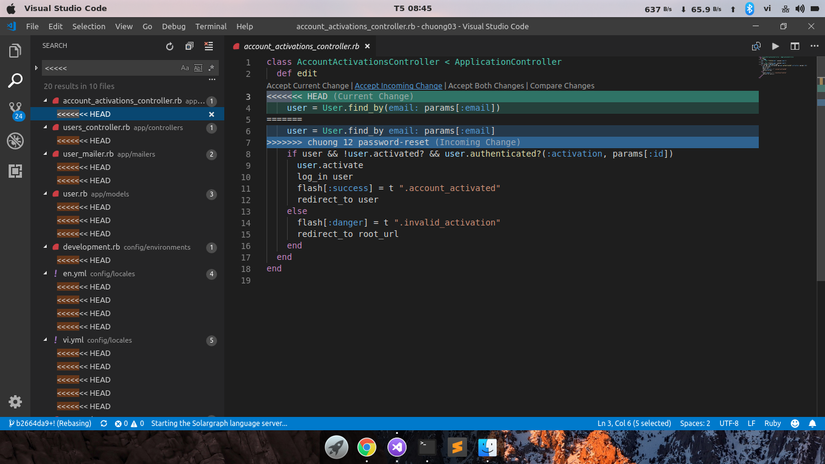 Visual Studio Code
T5 08:45
637 B/s ↓ 65.9 B/s ↑ vi
File Edit Selection View Go Debug Terminal Help
account_activations_controller.rb - chuong03 - Visual Studio Code
SEARCH
<<<<<
Aa
20 results in 10 files
account_activations_controller.rb app... 1
<<<<<<< HEAD
users_controller.rb app/controllers 1
<<<<<<< HEAD
user_mailer.rb app/mailers 2
<<<<<<< HEAD
<<<<<<< HEAD
user.rb app/models 3
<<<<<<< HEAD
<<<<<<< HEAD
<<<<<<< HEAD
development.rb config/environments 1
<<<<<<< HEAD
! en.yml config/locales 4
<<<<<<< HEAD
<<<<<<< HEAD
<<<<<<< HEAD
<<<<<<< HEAD
! vi.yml config/locales 5
<<<<<<< HEAD
<<<<<<< HEAD
<<<<<<< HEAD
<<<<<<< HEAD
<<<<<<< HEAD
24
account_activations_controller.rb
1 class AccountActivationsController < ApplicationController
2 def edit
Accept Current Change | Accept Incoming Change | Accept Both Changes | Compare Changes
3 <<<<<<< HEAD (Current Change)
4 user = User.find_by(email: params[:email])
5 =======
6 user = User.find_by email: params[:email]
7 >>>>>>> chuong 12 password-reset (Incoming Change)
8 if user && !user.activated? && user.authenticated?(:activation, params[:id])
9 user.activate
10 log_in user
11 flash[:success] = t ".account_activated"
12 redirect_to user
13 else
14 flash[:danger] = t ".invalid_activation"
15 redirect_to root_url
16 end
17 end
18 end
19
b2664da9+! (Rebasing) 0 0 Starting the Solargraph language server...
Ln 3, Col 6 (5 selected) Spaces: 2 UTF-8 LF Ruby